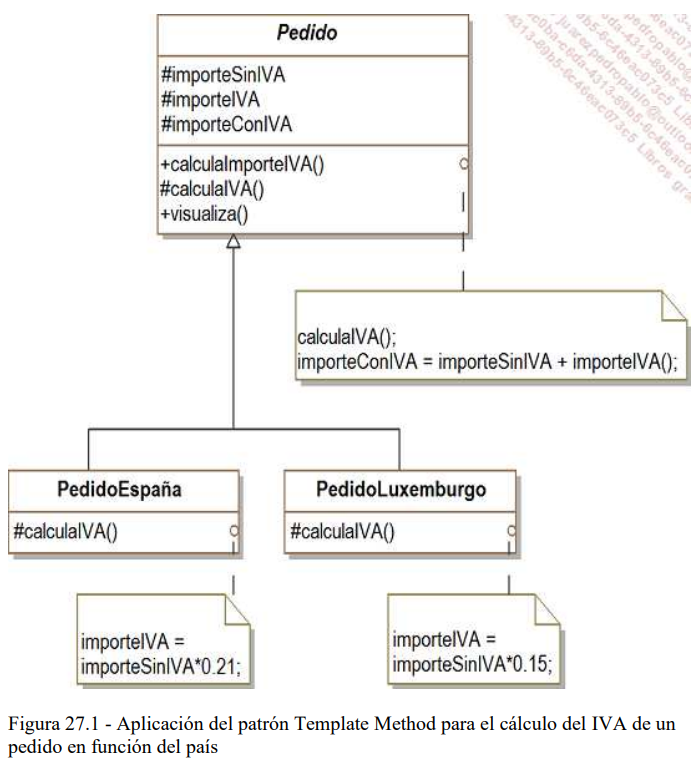 Pedido
#importeSinIVA
#importeIVA
#importeConIVA
+calculaImporteIVA()
#calculaIVA()
+visualiza()
calculaIVA();
importeConIVA = importeSinIVA + importeIVA();
PedidoEspaña
#calculaIVA()
PedidoLuxemburgo
#calculaIVA()
importeIVA =
importeSinIVA*0.21;
importeIVA =
importeSinIVA*0.15;
Figura 27.1 - Aplicación del patrón Template Method para el cálculo del IVA de un
pedido en función del país